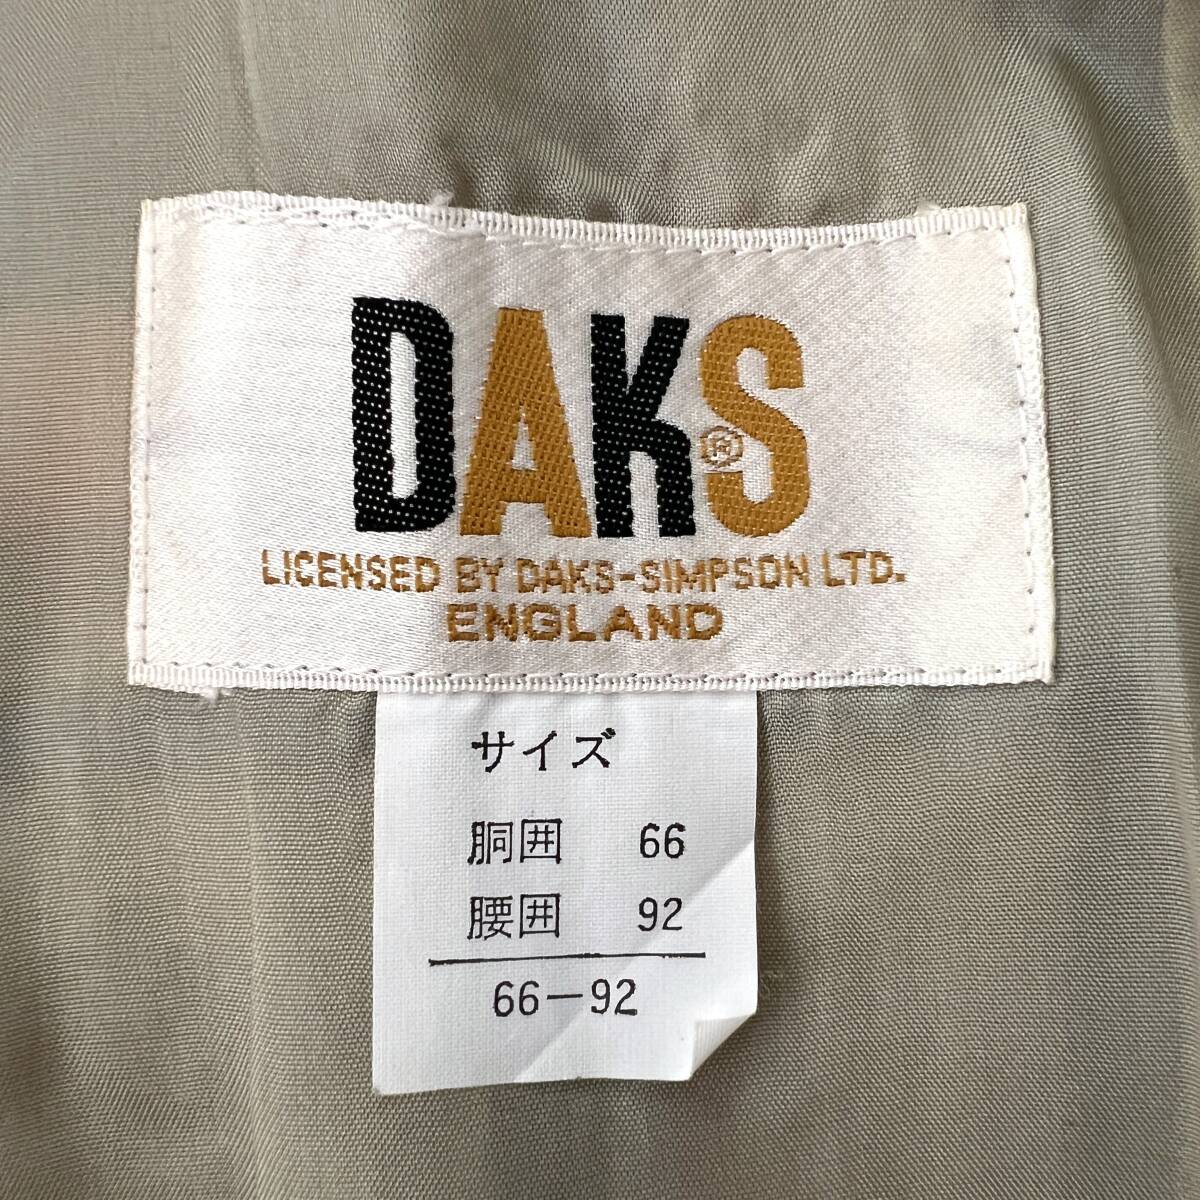 DAKS®
LICENSED BY DAKS-SIMPSON LTD.
ENGLAND
サイズ
胴囲 66
腰囲 92
66-92